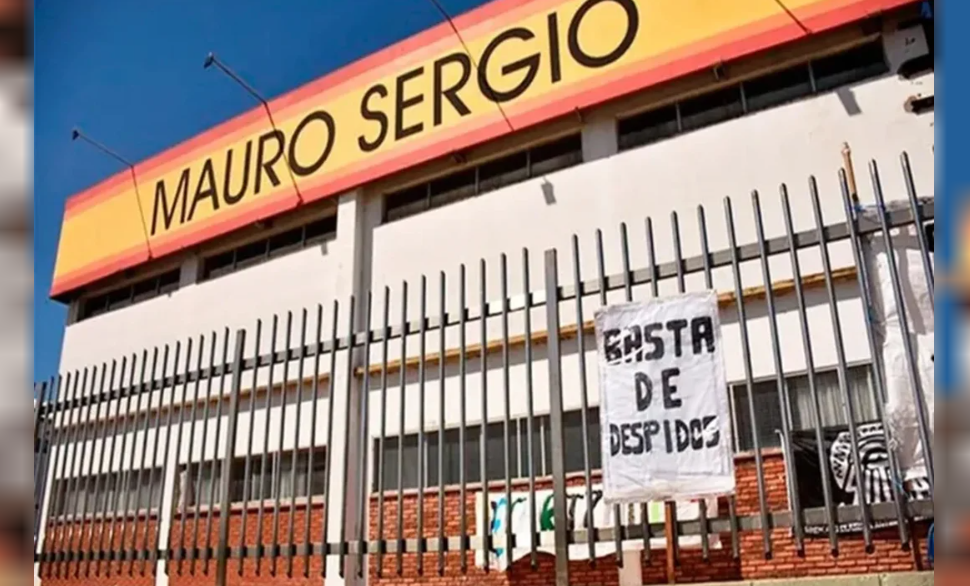 MAURO SERGIO
BASTA
DE
DESPIDOS